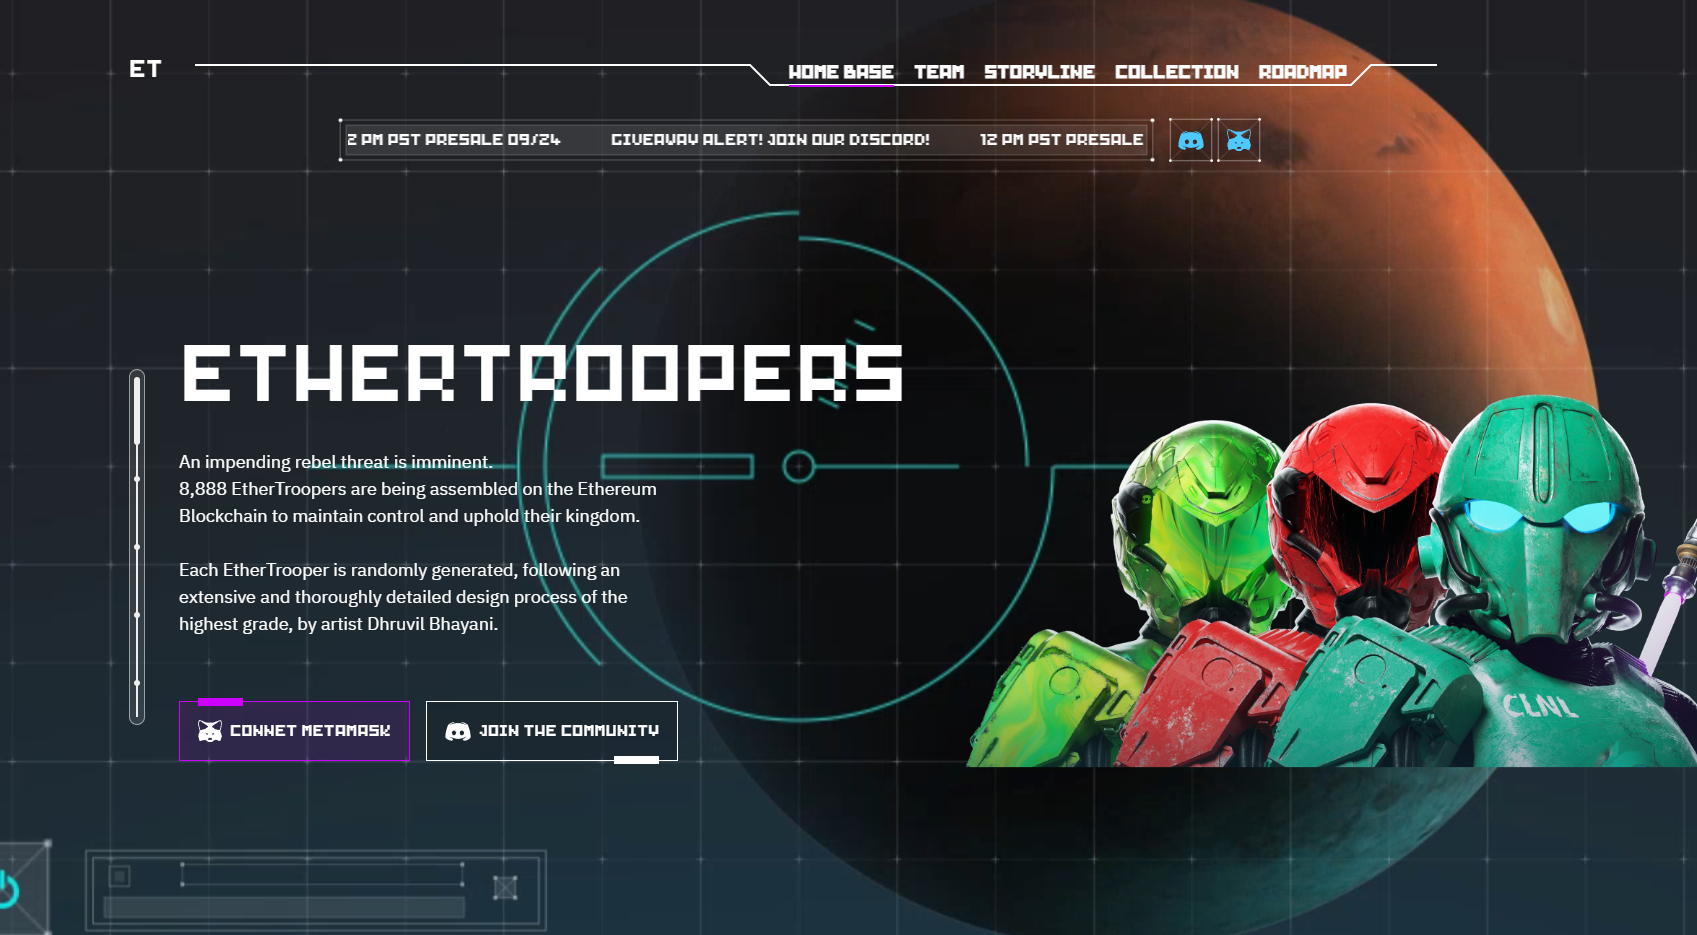 ET
HOME BASE TEAM STORYLINE COLLECTION ROADMAP
2 PM PST PRESALE 09/24 GIVEAWAY ALERT! JOIN OUR DISCORD! 12 PM PST PRESALE
ETHERTROOPERS
An impending rebel threat is imminent.
8,888 EtherTroopers are being assembled on the Ethereum
Blockchain to maintain control and uphold their kingdom.
Each EtherTrooper is randomly generated, following an
extensive and thoroughly detailed design process of the
highest grade, by artist Dhruvil Bhayani.
CONNET METAMASK
JOIN THE COMMUNITY
CLNL